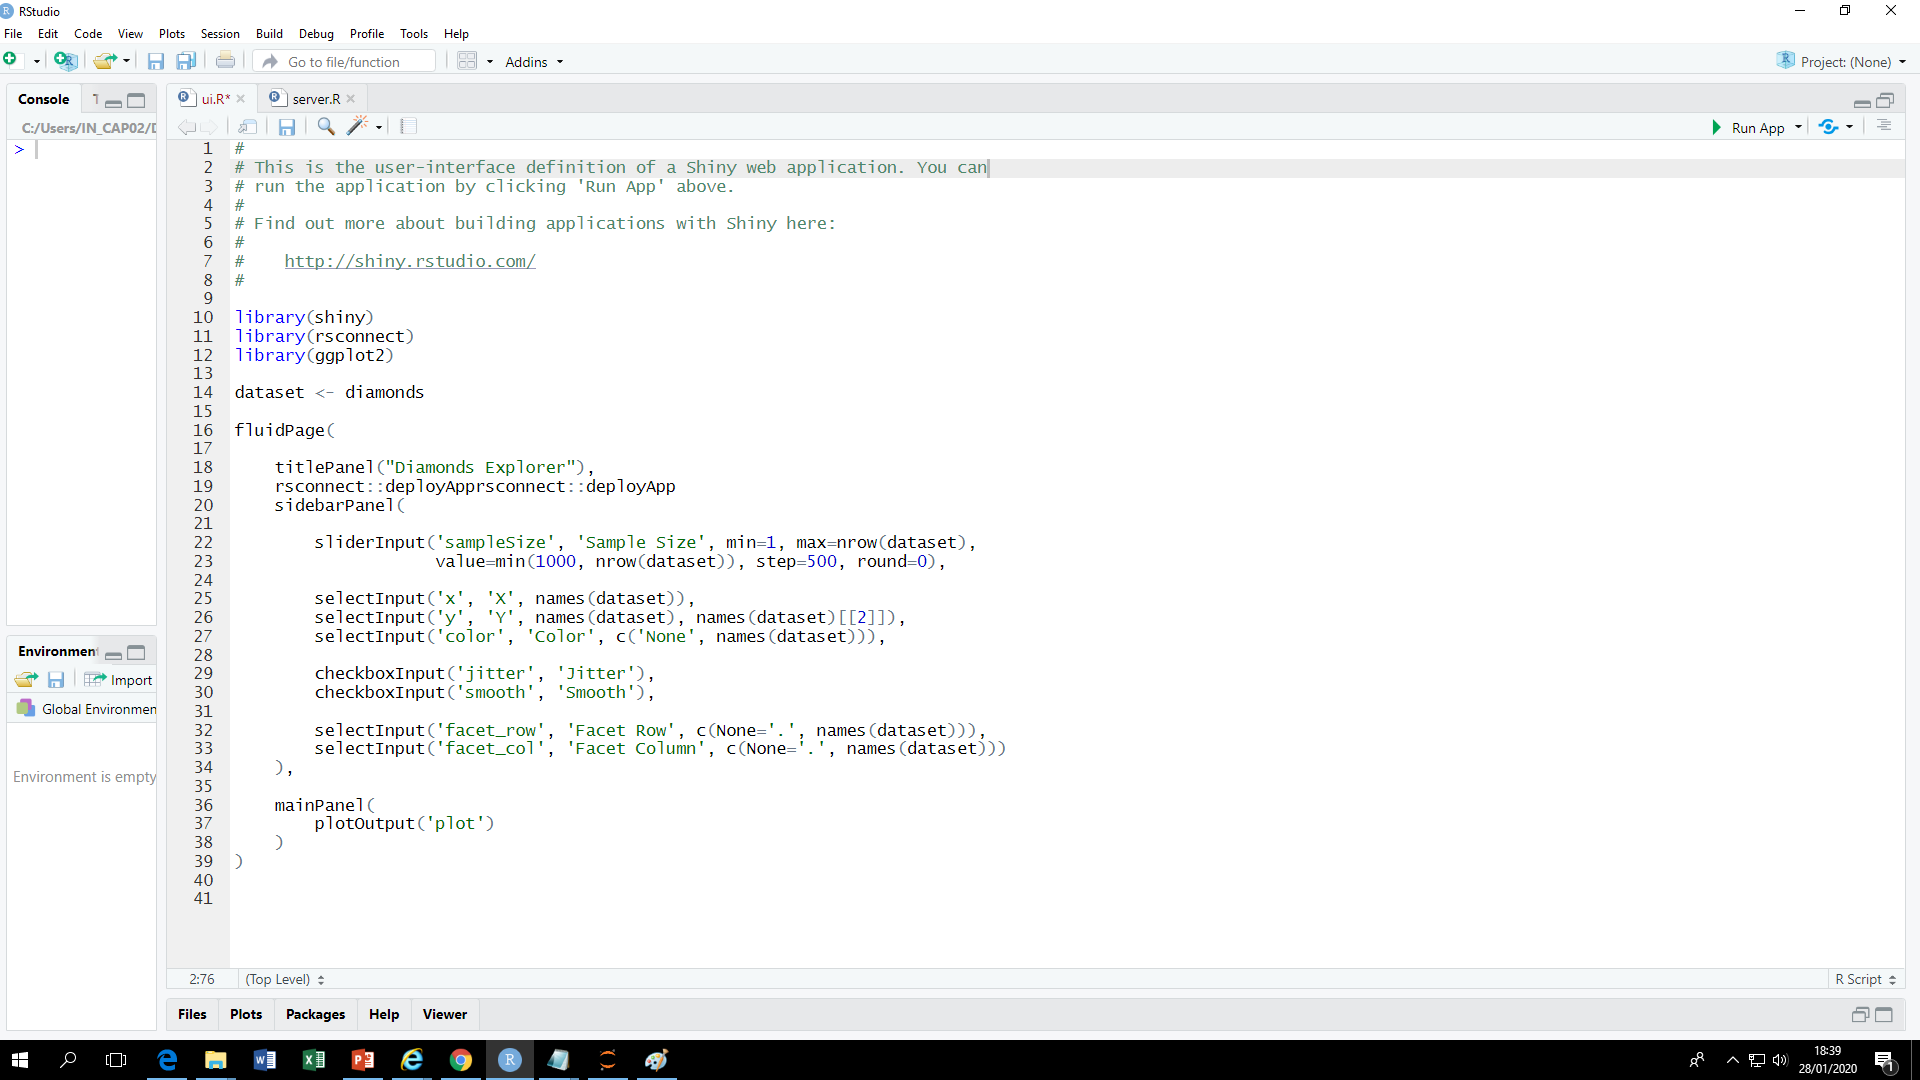 RStudio
File Edit Code View Plots Session Build Debug Profile Tools Help
Go to file/function Addins Project: (None)
Console T
C:/Users/IN_CAP02/D
>
ui.R* server.R
Run App
1 #
2 # This is the user-interface definition of a Shiny web application. You can
3 # run the application by clicking 'Run App' above.
4 #
5 # Find out more about building applications with Shiny here:
6 #
7 #    http://shiny.rstudio.com/
8 #
9
10 library(shiny)
11 library(rsconnect)
12 library(ggplot2)
13
14 dataset <- diamonds
15
16 fluidPage(
17
18     titlePanel("Diamonds Explorer"),
19     rsconnect::deployApprsconnect::deployApp
20     sidebarPanel(
21
22         sliderInput('sampleSize', 'Sample Size', min=1, max=nrow(dataset),
23                     value=min(1000, nrow(dataset)), step=500, round=0),
24
25         selectInput('x', 'X', names(dataset)),
26         selectInput('y', 'Y', names(dataset), names(dataset)[[2]]),
27         selectInput('color', 'Color', c('None', names(dataset))),
28
29         checkboxInput('jitter', 'Jitter'),
30         checkboxInput('smooth', 'Smooth'),
31
32         selectInput('facet_row', 'Facet Row', c(None='.', names(dataset))),
33         selectInput('facet_col', 'Facet Column', c(None='.', names(dataset)))
34     ),
35
36     mainPanel(
37         plotOutput('plot')
38     )
39 )
40
41
2:76 (Top Level) R Script
Environmen
Import
Global Environmen
Environment is empty
Files Plots Packages Help Viewer
18:39
28/01/2020
1